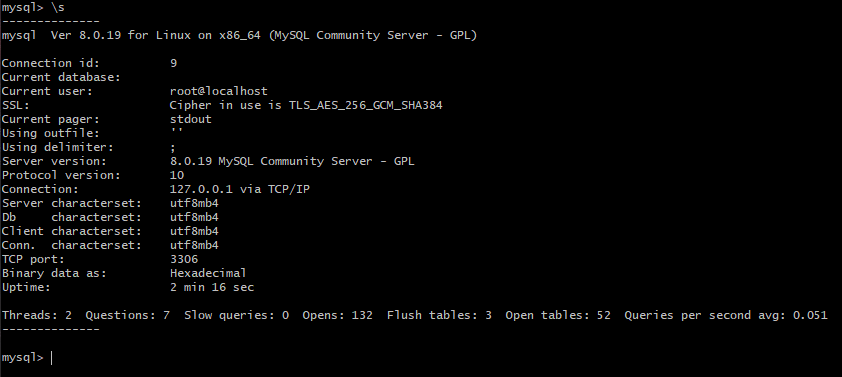 mysql> \s
--------------
mysql  Ver 8.0.19 for Linux on x86_64 (MySQL Community Server - GPL)

Connection id:          9
Current database:
Current user:           root@localhost
SSL:                    Cipher in use is TLS_AES_256_GCM_SHA384
Current pager:          stdout
Using outfile:          ''
Using delimiter:        ;
Server version:         8.0.19 MySQL Community Server - GPL
Protocol version:       10
Connection:             127.0.0.1 via TCP/IP
Server characterset:    utf8mb4
Db     characterset:    utf8mb4
Client characterset:    utf8mb4
Conn.  characterset:    utf8mb4
TCP port:               3306
Binary data as:         Hexadecimal
Uptime:                 2 min 16 sec

Threads: 2  Questions: 7  Slow queries: 0  Opens: 132  Flush tables: 3  Open tables: 52  Queries per second avg: 0.051
--------------

mysql>